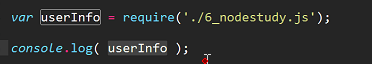 var userInfo = require('./6_nodestudy.js');
console.log( userInfo );